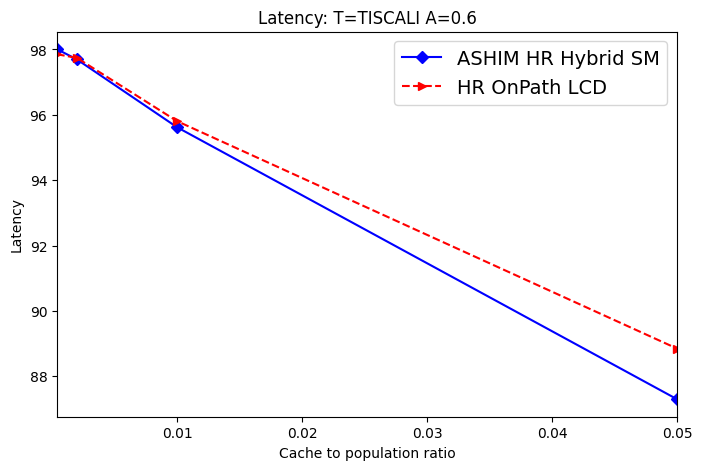 Latency: T=TISCALI A=0.6
ASHIM HR Hybrid SM
HR OnPath LCD
98
96
94
92
90
88
Latency
0.01 0.02 0.03 0.04 0.05
Cache to population ratio